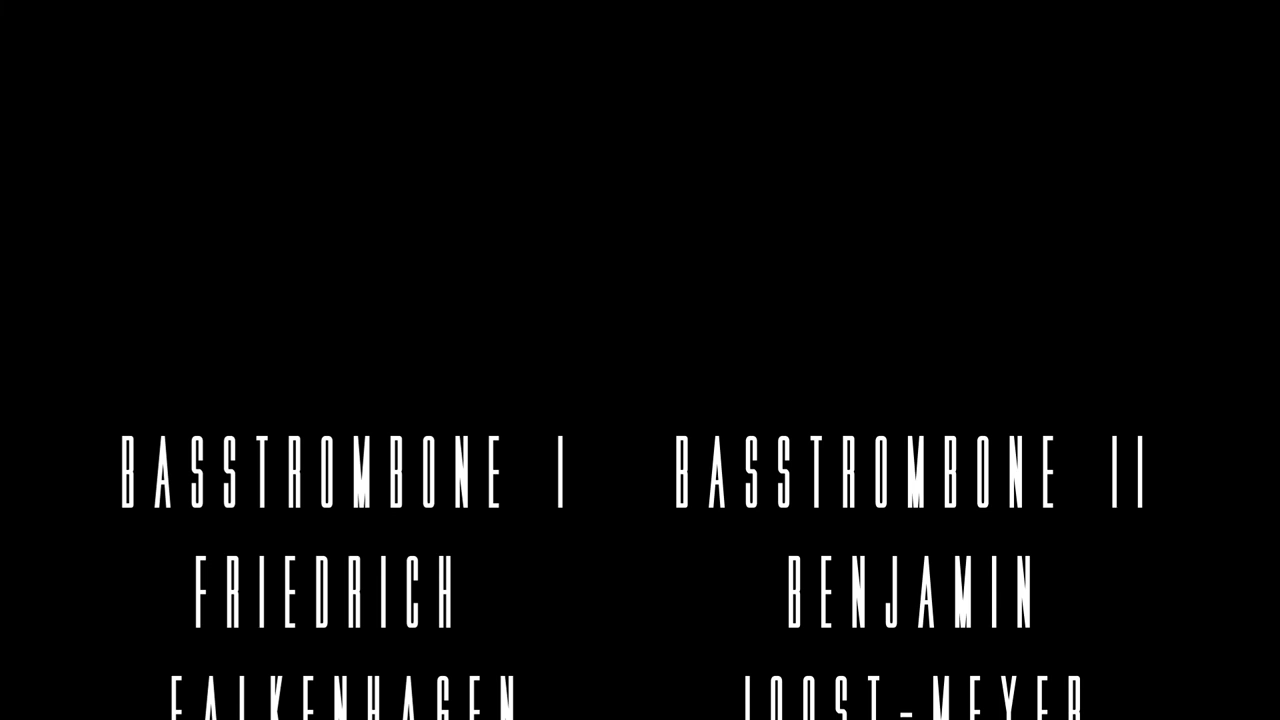 BASSTROMBONE I BASSTROMBONE II
FRIEDRICH BENJAMIN
FALKENHAGEN JOOST-MEYER